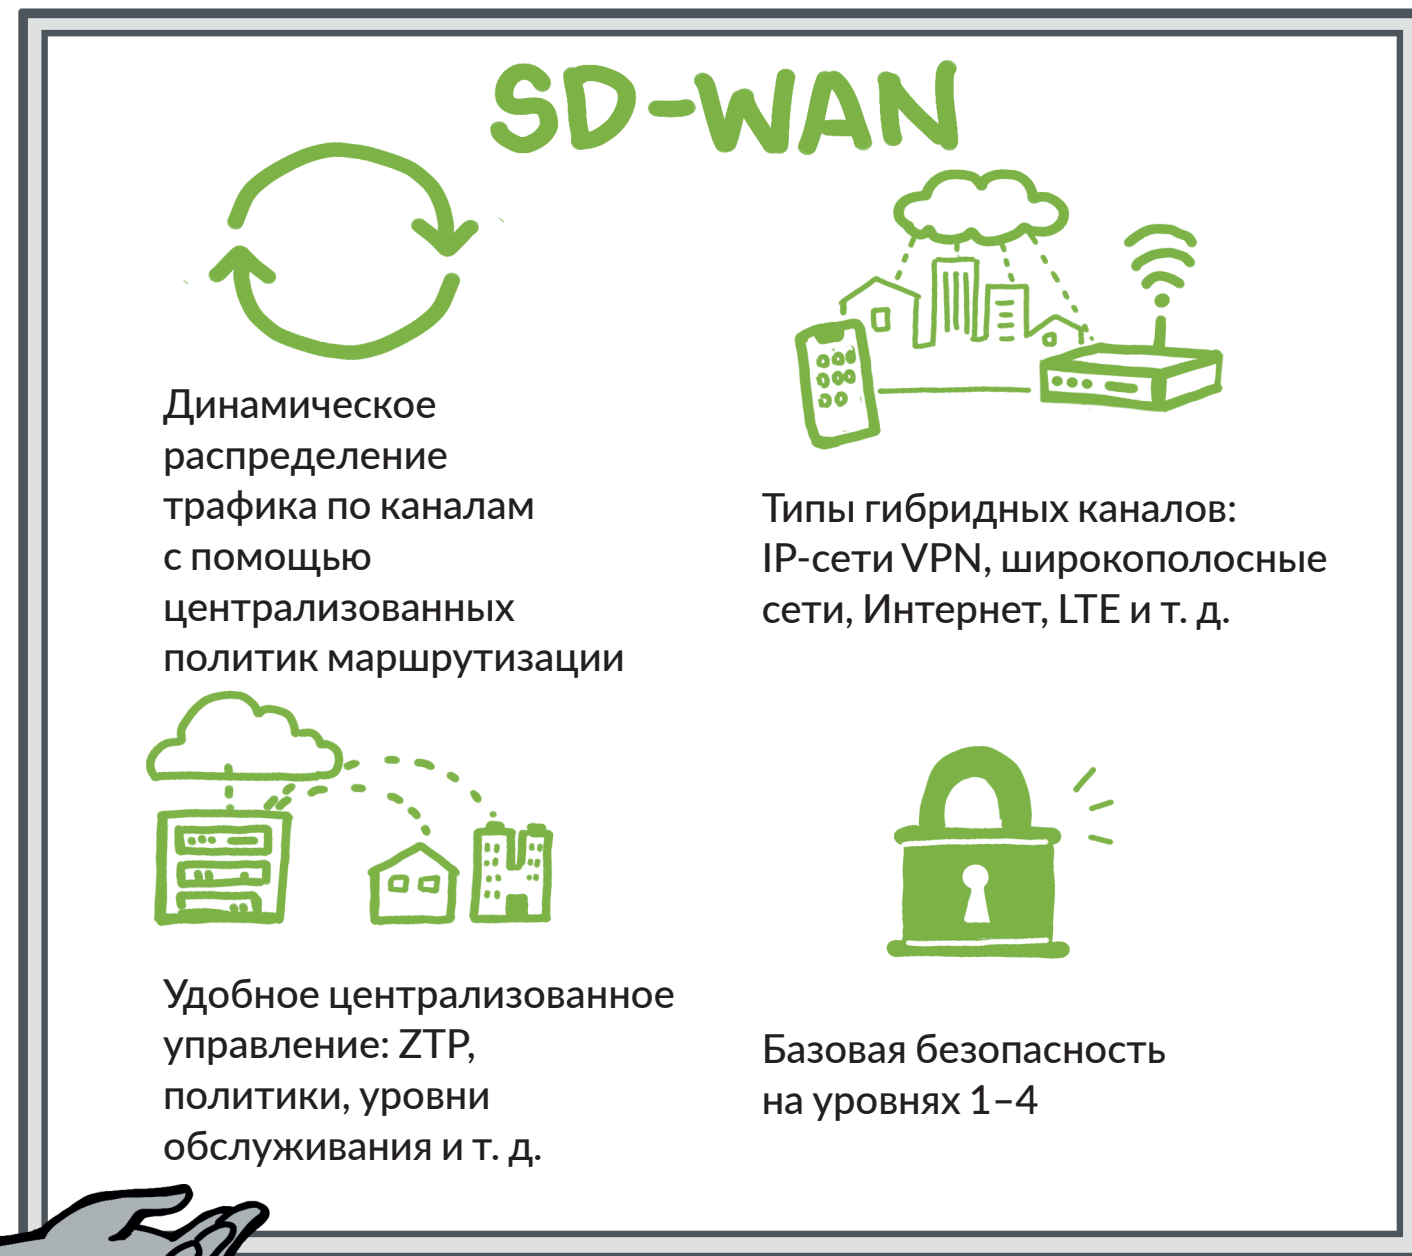 SD-WAN
Динамическое
распределение
трафика по каналам
с помощью
централизованных
политик маршрутизации
Типы гибридных каналов:
IP-сети VPN, широкополосные
сети, Интернет, LTE и т. д.
Удобное централизованное
управление: ZTP,
политики, уровни
обслуживания и т. д.
Базовая безопасность
на уровнях 1–4